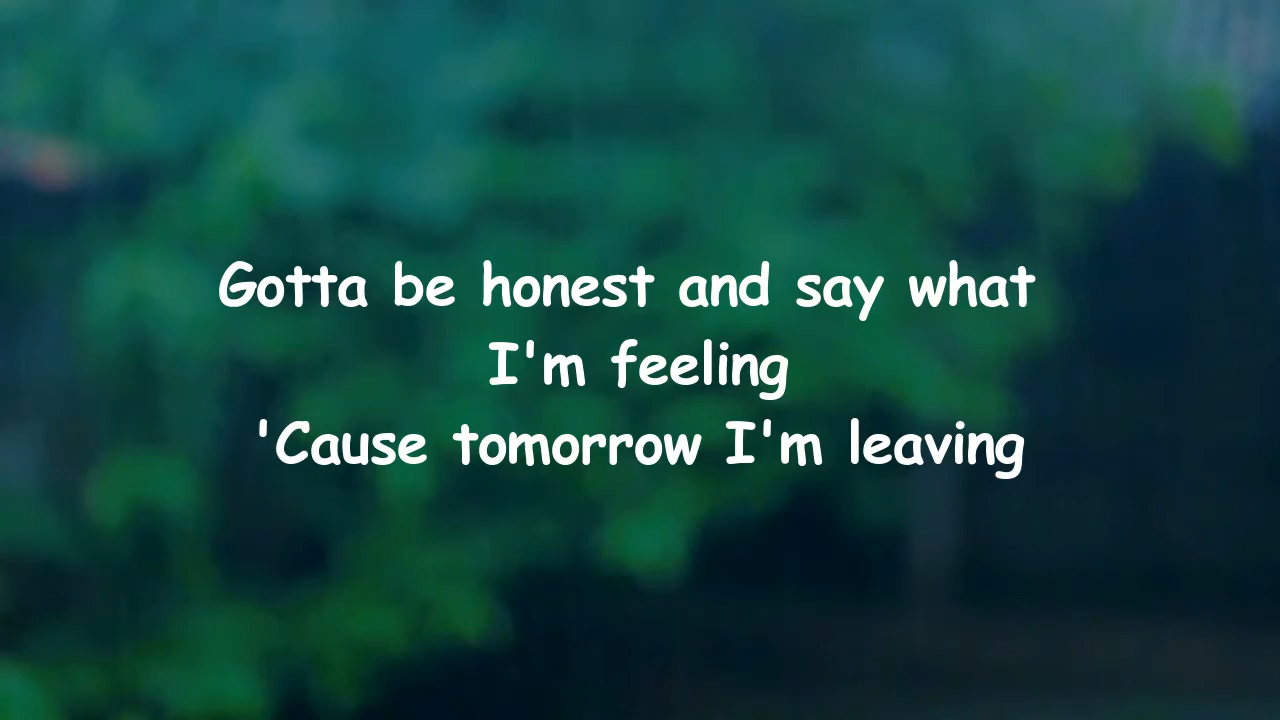 Gotta be honest and say what
I'm feeling
'Cause tomorrow I'm leaving